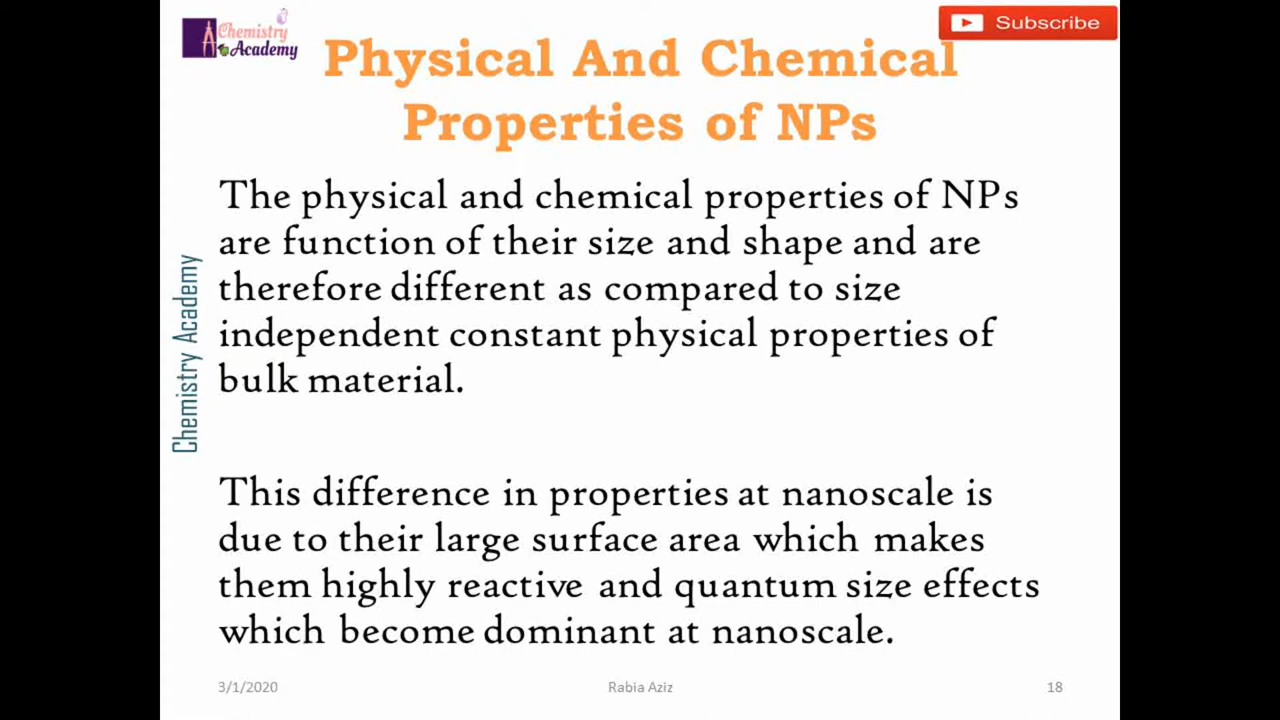 Chemistry
Academy
Subscribe
Physical And Chemical
Properties of NPs
The physical and chemical properties of NPs
are function of their size and shape and are
therefore different as compared to size
independent constant physical properties of
bulk material.
Chemistry Academy
This difference in properties at nanoscale is
due to their large surface area which makes
them highly reactive and quantum size effects
which become dominant at nanoscale.
3/1/2020
Rabia Aziz
18